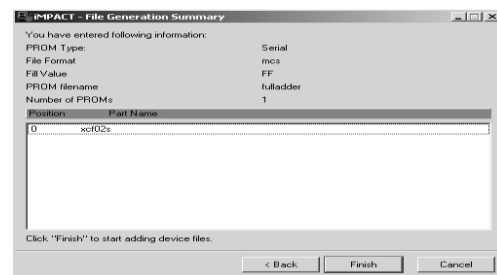 iMPACT - File Generation Summary
You have entered following information:
PROM Type: Serial
File Format mcs
Fill Value FF
PROM filename fulladder
Number of PROMs 1
Position Part Name
0 xcf02s
Click "Finish" to start adding device files.
< Back Finish Cancel